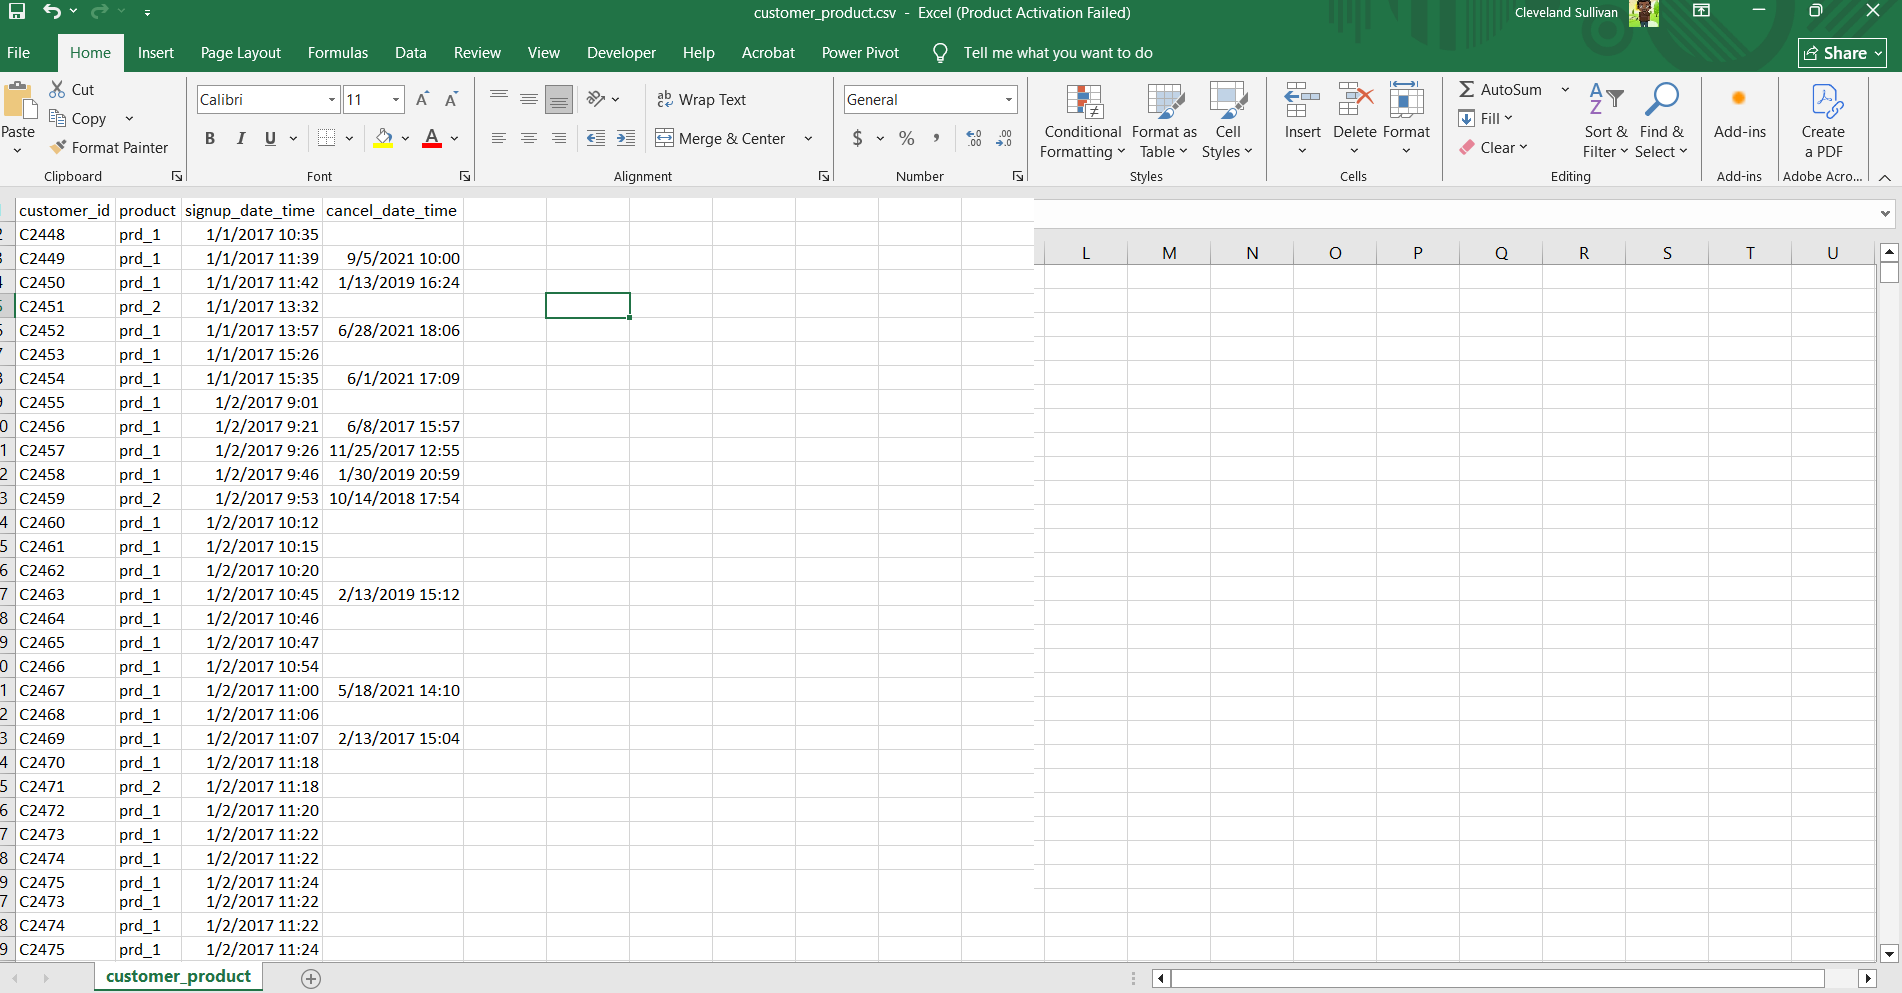 customer_product.csv - Excel (Product Activation Failed)
Cleveland Sullivan
File Home Insert Page Layout Formulas Data Review View Developer Help Acrobat Power Pivot Tell me what you want to do Share
Paste Cut
Copy
Format Painter
Clipboard
Calibri 11 A A
B I U A
Font
ab Wrap Text
Merge & Center
Alignment
General
$ % ,
Number
Conditional Formatting
Format as Table
Cell Styles
Styles
Insert Delete Format
Cells
AutoSum
Fill
Clear
Sort & Filter
Find & Select
Editing
Add-ins
Add-ins
Create a PDF
Adobe Acro...
L M N O P Q R S T U
customer_id product signup_date_time cancel_date_time
C2448 prd_1 1/1/2017 10:35
C2449 prd_1 1/1/2017 11:39 9/5/2021 10:00
C2450 prd_1 1/1/2017 11:42 1/13/2019 16:24
C2451 prd_2 1/1/2017 13:32
C2452 prd_1 1/1/2017 13:57 6/28/2021 18:06
C2453 prd_1 1/1/2017 15:26
C2454 prd_1 1/1/2017 15:35 6/1/2021 17:09
C2455 prd_1 1/2/2017 9:01
C2456 prd_1 1/2/2017 9:21 6/8/2017 15:57
C2457 prd_1 1/2/2017 9:26 11/25/2017 12:55
C2458 prd_1 1/2/2017 9:46 1/30/2019 20:59
C2459 prd_2 1/2/2017 9:53 10/14/2018 17:54
C2460 prd_1 1/2/2017 10:12
C2461 prd_1 1/2/2017 10:15
C2462 prd_1 1/2/2017 10:20
C2463 prd_1 1/2/2017 10:45 2/13/2019 15:12
C2464 prd_1 1/2/2017 10:46
C2465 prd_1 1/2/2017 10:47
C2466 prd_1 1/2/2017 10:54
C2467 prd_1 1/2/2017 11:00 5/18/2021 14:10
C2468 prd_1 1/2/2017 11:06
C2469 prd_1 1/2/2017 11:07 2/13/2017 15:04
C2470 prd_1 1/2/2017 11:18
C2471 prd_2 1/2/2017 11:18
C2472 prd_1 1/2/2017 11:20
C2473 prd_1 1/2/2017 11:22
C2474 prd_1 1/2/2017 11:22
C2475 prd_1 1/2/2017 11:24
C2473 prd_1 1/2/2017 11:22
C2474 prd_1 1/2/2017 11:22
C2475 prd_1 1/2/2017 11:24
customer_product